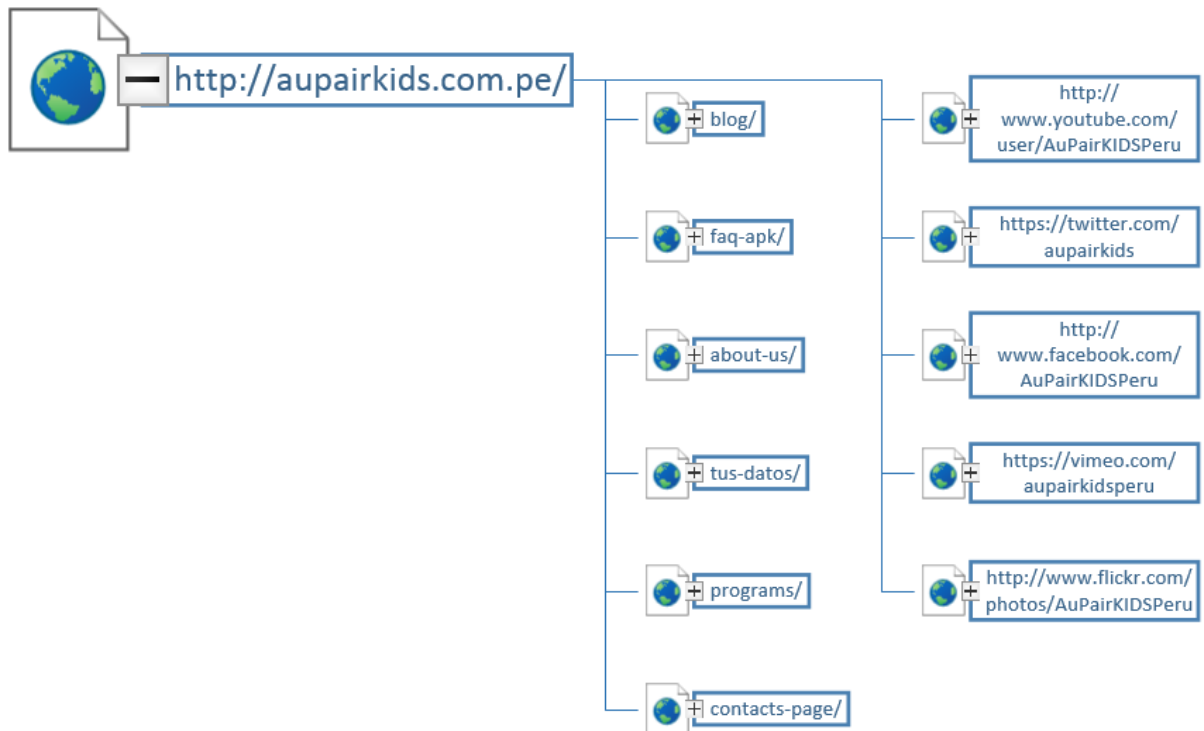 http://aupairkids.com.pe/
blog/
faq-apk/
about-us/
tus-datos/
programs/
contacts-page/
http://
www.youtube.com/
user/AuPairKIDSPeru
https://twitter.com/
aupairkids
http://
www.facebook.com/
AuPairKIDSPeru
https://vimeo.com/
aupairkidsperu
http://www.flickr.com/
photos/AuPairKIDSPeru